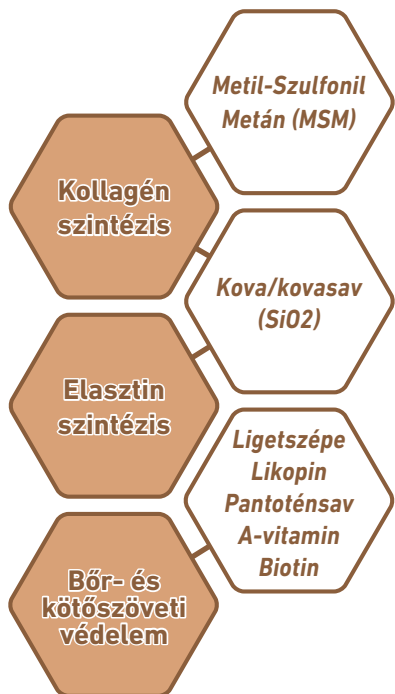 Metil-Szulfonil
Metán (MSM)
Kollagén
szintézis
Kova/kovasav
(SiO2)
Elasztin
szintézis
Ligetszépe
Likopin
Pantoténsav
A-vitamin
Biotin
Bőr- és
kötőszöveti
védelem